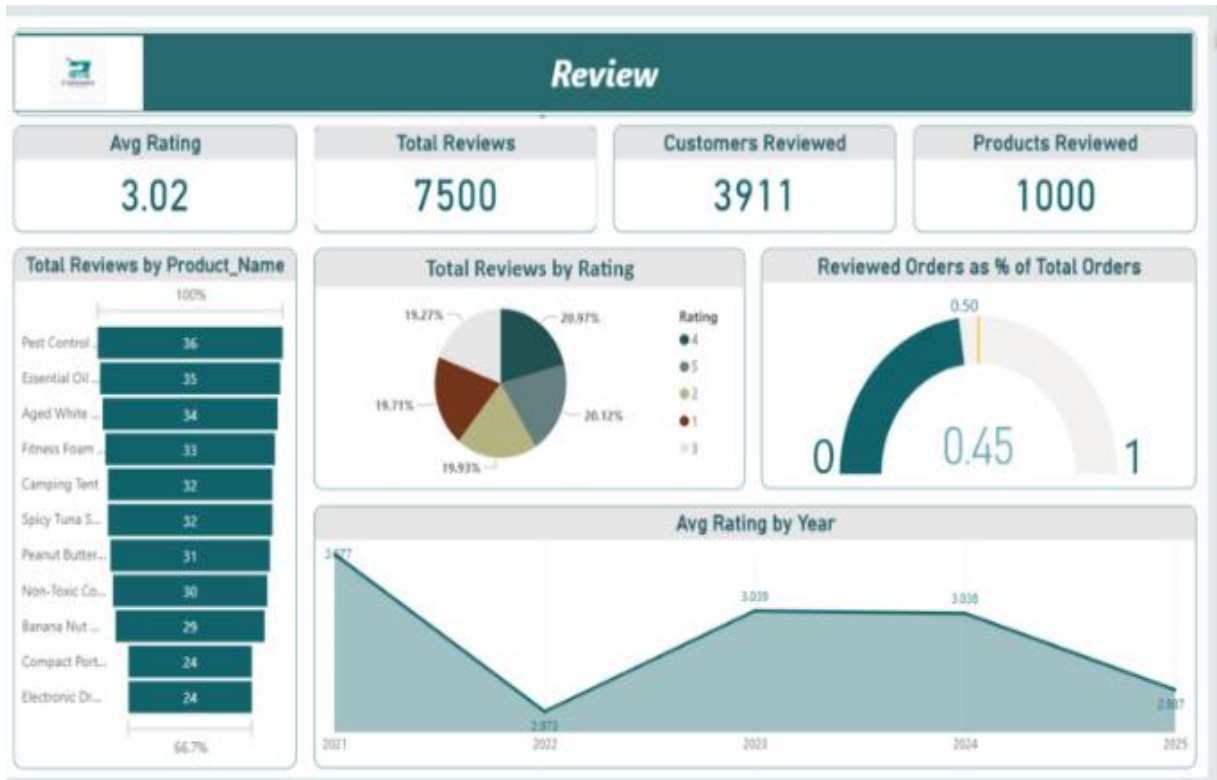 Review
Avg Rating
3.02
Total Reviews
7500
Customers Reviewed
3911
Products Reviewed
1000
Total Reviews by Product_Name
100%
Pest Control ... 36
Essential Oil ... 35
Aged White ... 34
Fitness Foam ... 33
Camping Tent 32
Spicy Tuna S... 32
Peanut Butter... 31
Non-Toxic Co... 30
Banana Nut ... 29
Compact Port... 24
Electronic Dr... 24
66.7%
Total Reviews by Rating
19.27%
20.97%
19.71%
20.12%
19.93%
Rating
4
5
2
1
3
Reviewed Orders as % of Total Orders
0.50
0
0.45
1
Avg Rating by Year
3.039
3.038
2.973
2021
2022
2023
2024
2025